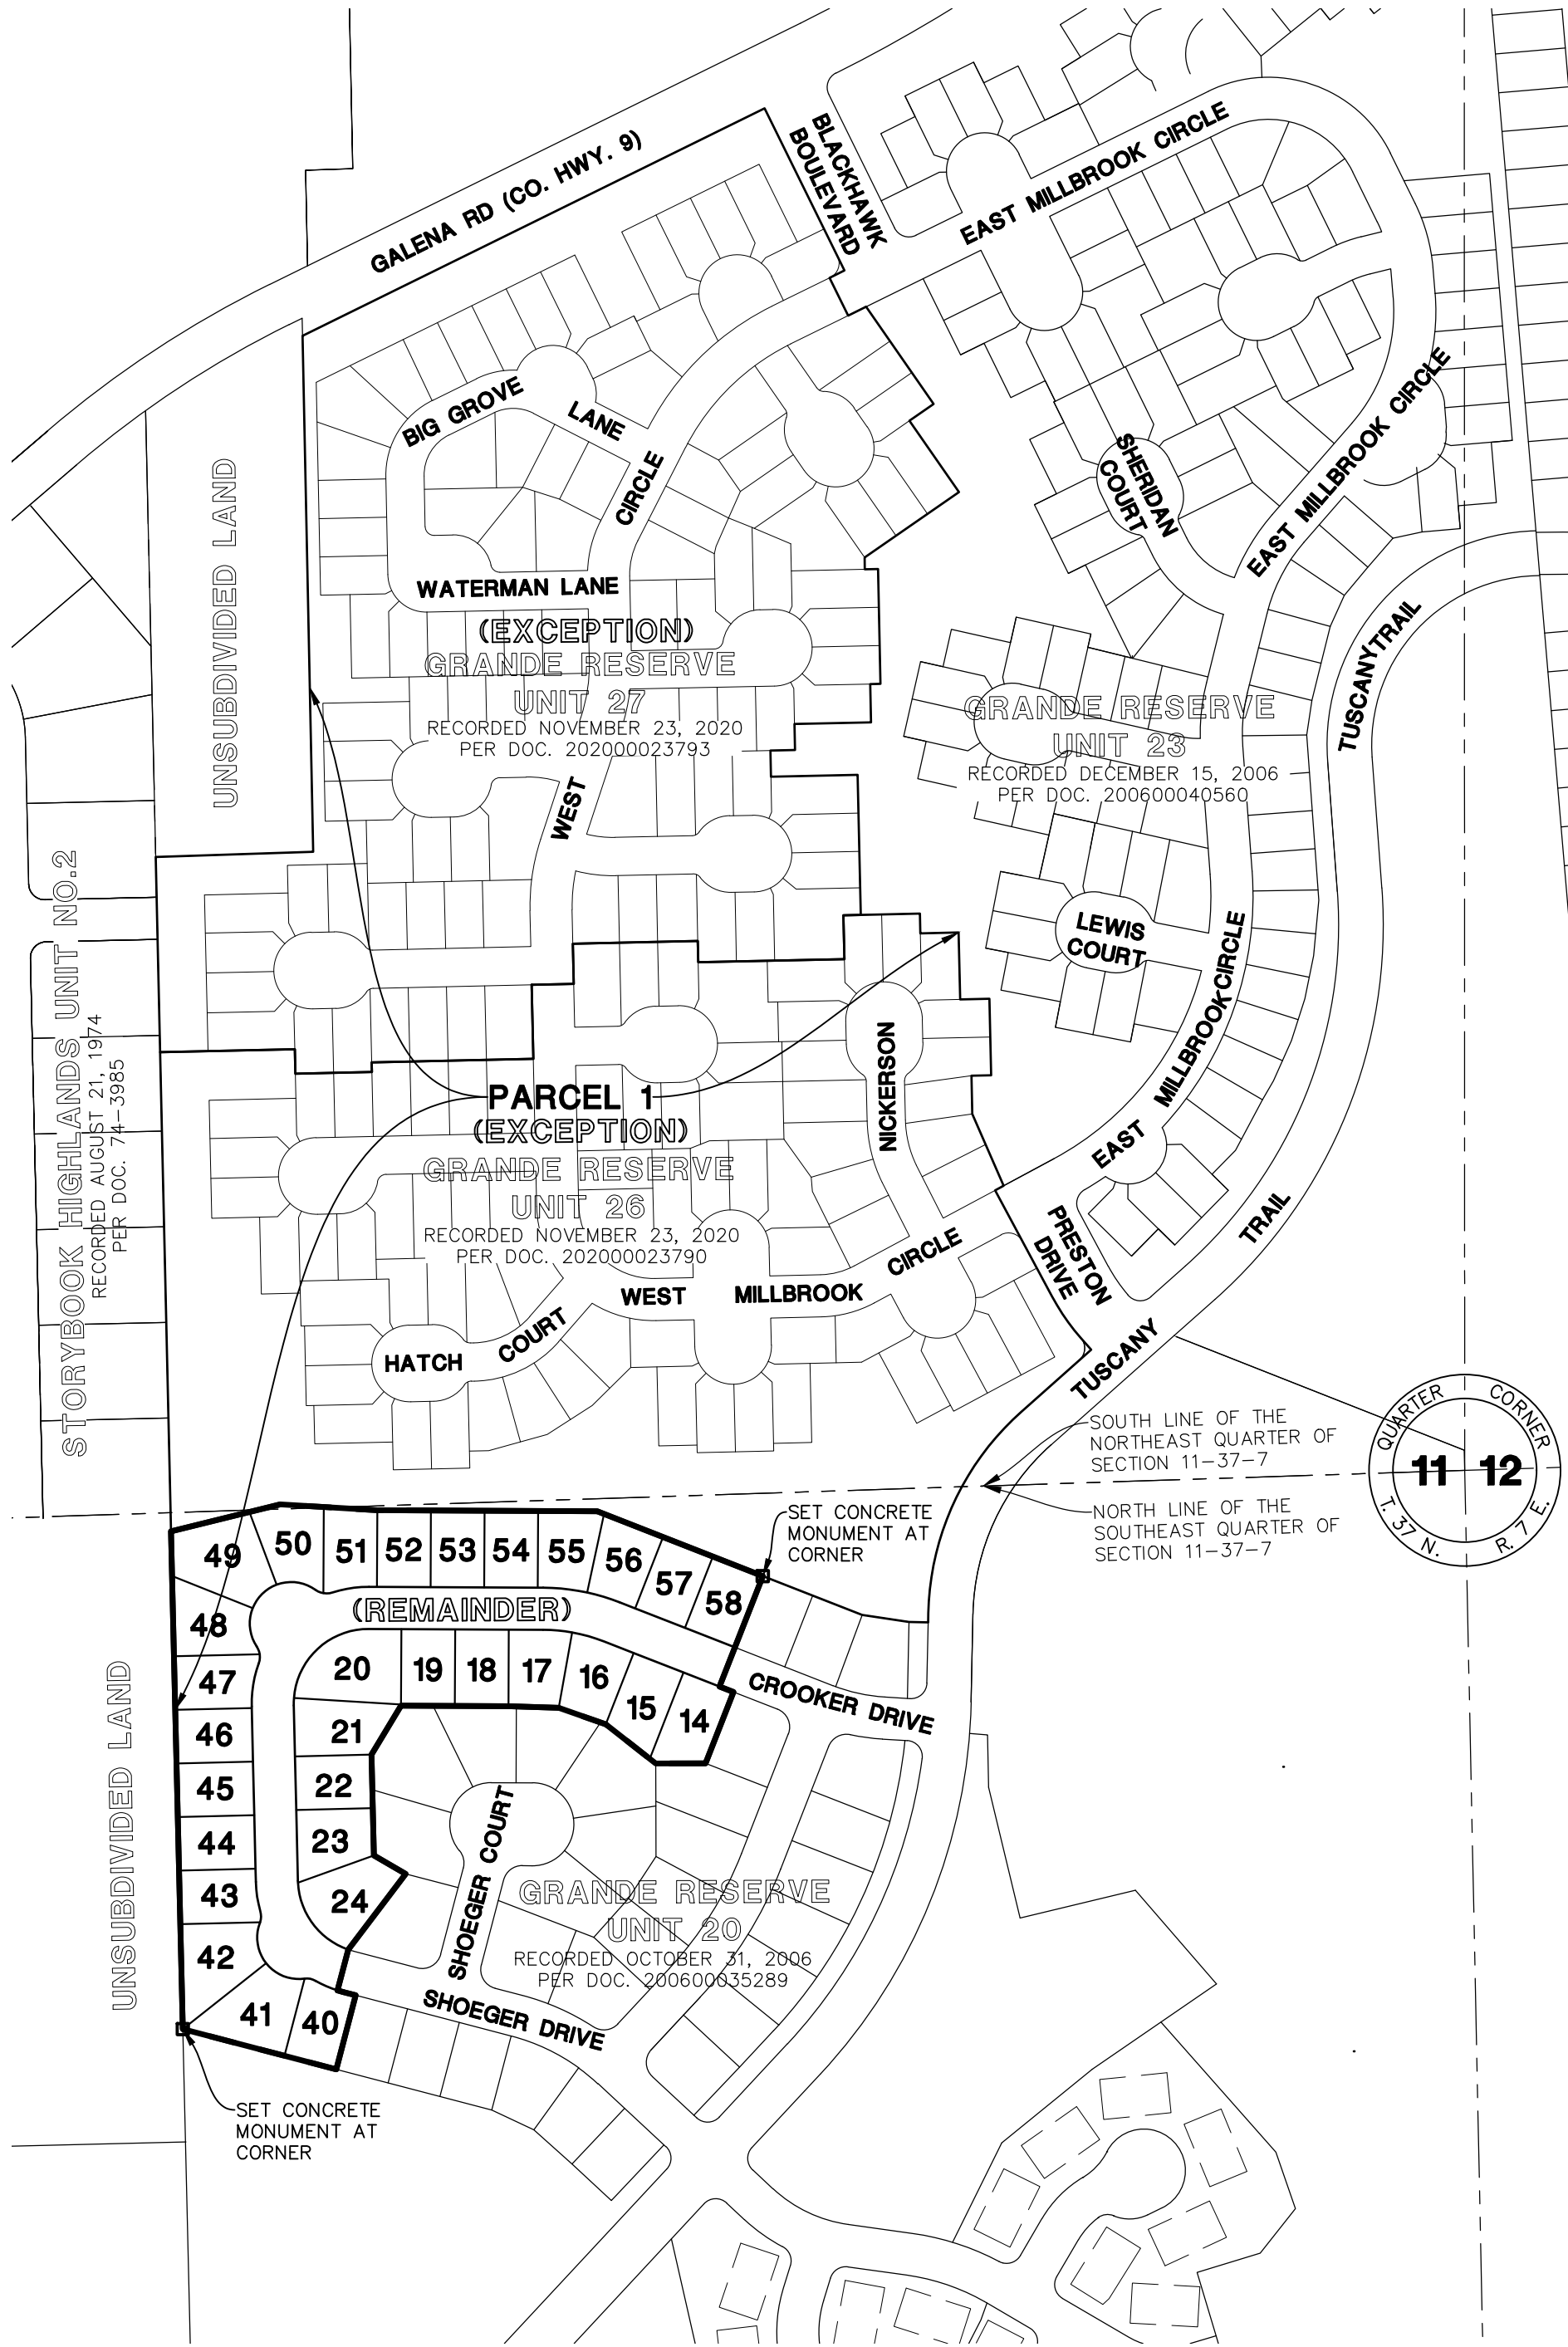 GALENA RD (CO. HWY. 9)
BLACKHAWK
BOULEVARD
EAST MILLBROOK CIRCLE
BIG GROVE
LANE
CIRCLE
UNSUBDIVIDED LAND
SHERIDAN
COURT
EAST MILLBROOK CIRCLE
WATERMAN LANE
(EXCEPTION)
GRANDE RESERVE
UNIT 27
RECORDED NOVEMBER 23, 2020
PER DOC. 202000023793
TUSCANY TRAIL
GRANDE RESERVE
UNIT 23
RECORDED DECEMBER 15, 2006
PER DOC. 200600040560
WEST
STORYBOOK HIGHLANDS UNIT NO.2
RECORDED AUGUST 21, 1974
PER DOC. 74-3985
LEWIS
COURT
EAST MILLBROOK CIRCLE
NICKERSON
PARCEL 1
(EXCEPTION)
GRANDE RESERVE
UNIT 26
RECORDED NOVEMBER 23, 2020
PER DOC. 202000023790
PRESTON
DRIVE
WEST MILLBROOK CIRCLE
HATCH COURT
TUSCANY TRAIL
SOUTH LINE OF THE
NORTHEAST QUARTER OF
SECTION 11-37-7
QUARTER CORNER
11 12
T. 37 N. R. 7 E.
NORTH LINE OF THE
SOUTHEAST QUARTER OF
SECTION 11-37-7
SET CONCRETE
MONUMENT AT
CORNER
49 50 51 52 53 54 55 56 57 58
(REMAINDER)
48
47
46
45
44
43
42
41 40
20 19 18 17 16 15 14
21
22
23
24
CROOKER DRIVE
UNSUBDIVIDED LAND
SHOEGER COURT
GRANDE RESERVE
UNIT 20
RECORDED OCTOBER 31, 2006
PER DOC. 200600035289
SHOEGER DRIVE
SET CONCRETE
MONUMENT AT
CORNER